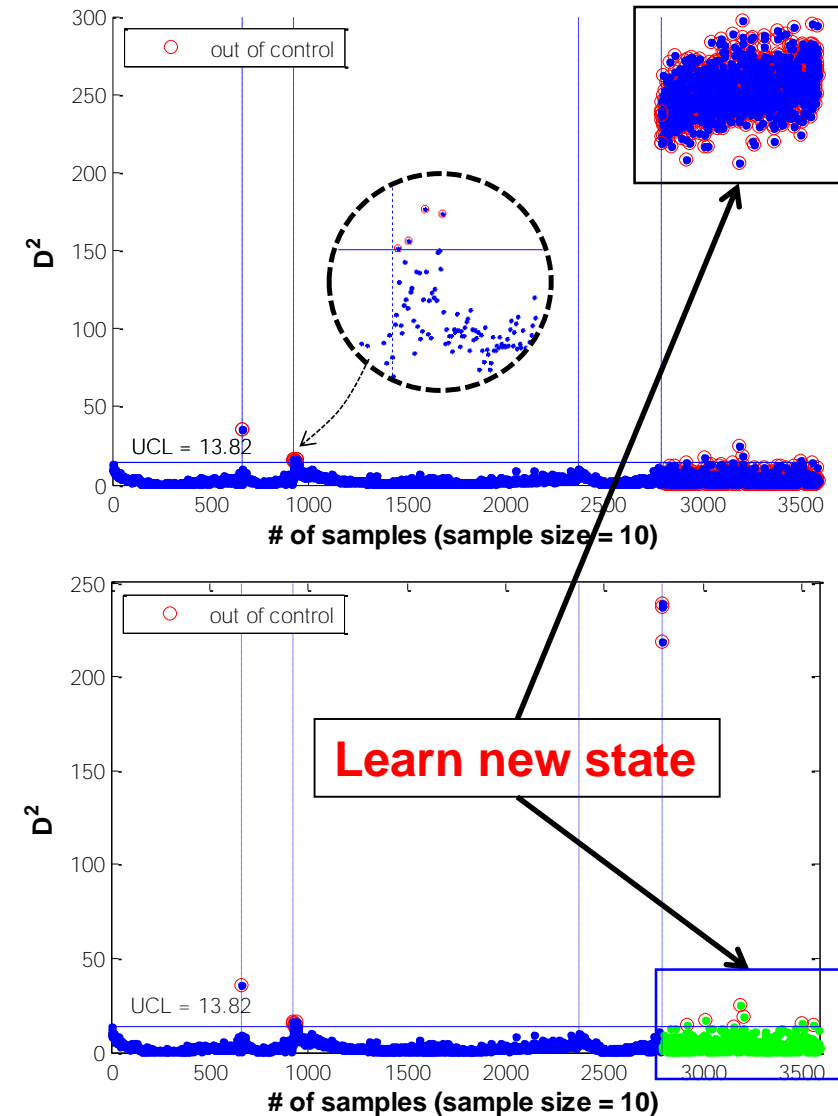 300
250
200
150
100
50
0
D²
out of control
UCL = 13.82
0 500 1000 1500 2000 2500 3000 3500
# of samples (sample size = 10)
250
200
150
100
50
0
D²
out of control
Learn new state
UCL = 13.82
0 500 1000 1500 2000 2500 3000 3500
# of samples (sample size = 10)